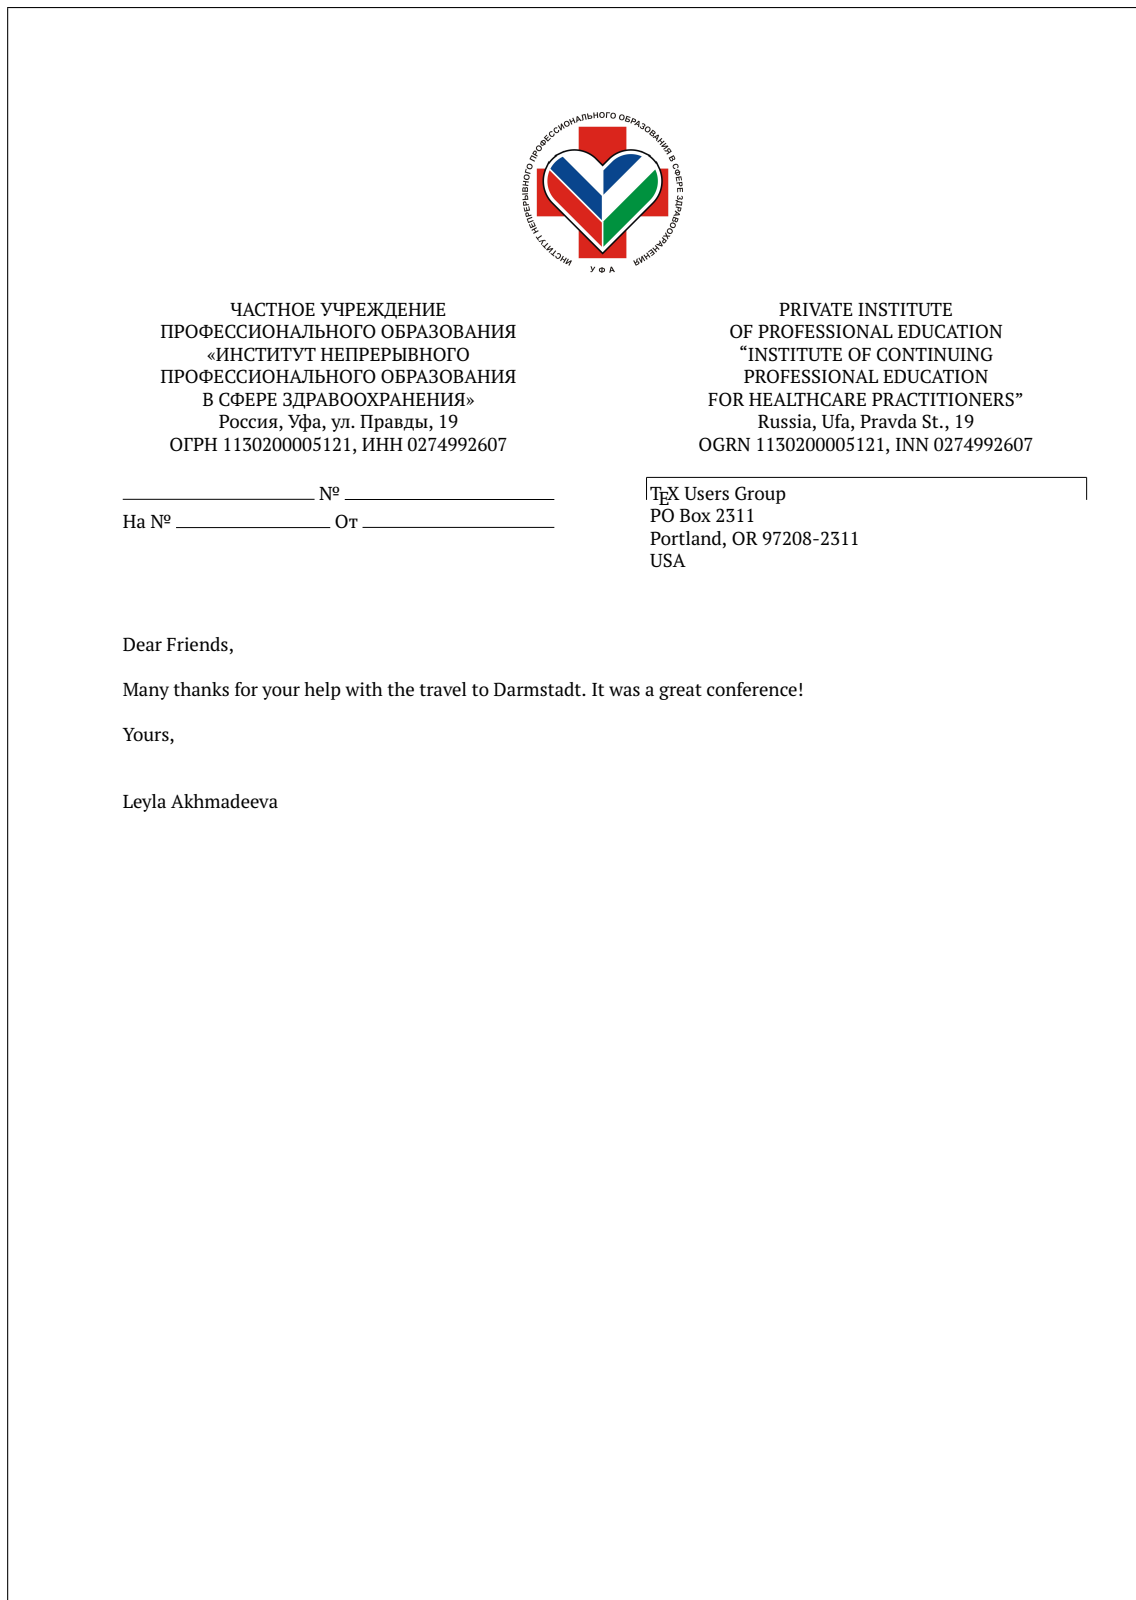 ИНСТИТУТ НЕПРЕРЫВНОГО ПРОФЕССИОНАЛЬНОГО ОБРАЗОВАНИЯ В СФЕРЕ ЗДРАВООХРАНЕНИЯ
УФА
ЧАСТНОЕ УЧРЕЖДЕНИЕ
ПРОФЕССИОНАЛЬНОГО ОБРАЗОВАНИЯ
«ИНСТИТУТ НЕПРЕРЫВНОГО
ПРОФЕССИОНАЛЬНОГО ОБРАЗОВАНИЯ
В СФЕРЕ ЗДРАВООХРАНЕНИЯ»
Россия, Уфа, ул. Правды, 19
ОГРН 1130200005121, ИНН 0274992607
PRIVATE INSTITUTE
OF PROFESSIONAL EDUCATION
“INSTITUTE OF CONTINUING
PROFESSIONAL EDUCATION
FOR HEALTHCARE PRACTITIONERS”
Russia, Ufa, Pravda St., 19
OGRN 1130200005121, INN 0274992607
№
На № От
TEX Users Group
PO Box 2311
Portland, OR 97208-2311
USA
Dear Friends,
Many thanks for your help with the travel to Darmstadt. It was a great conference!
Yours,
Leyla Akhmadeeva